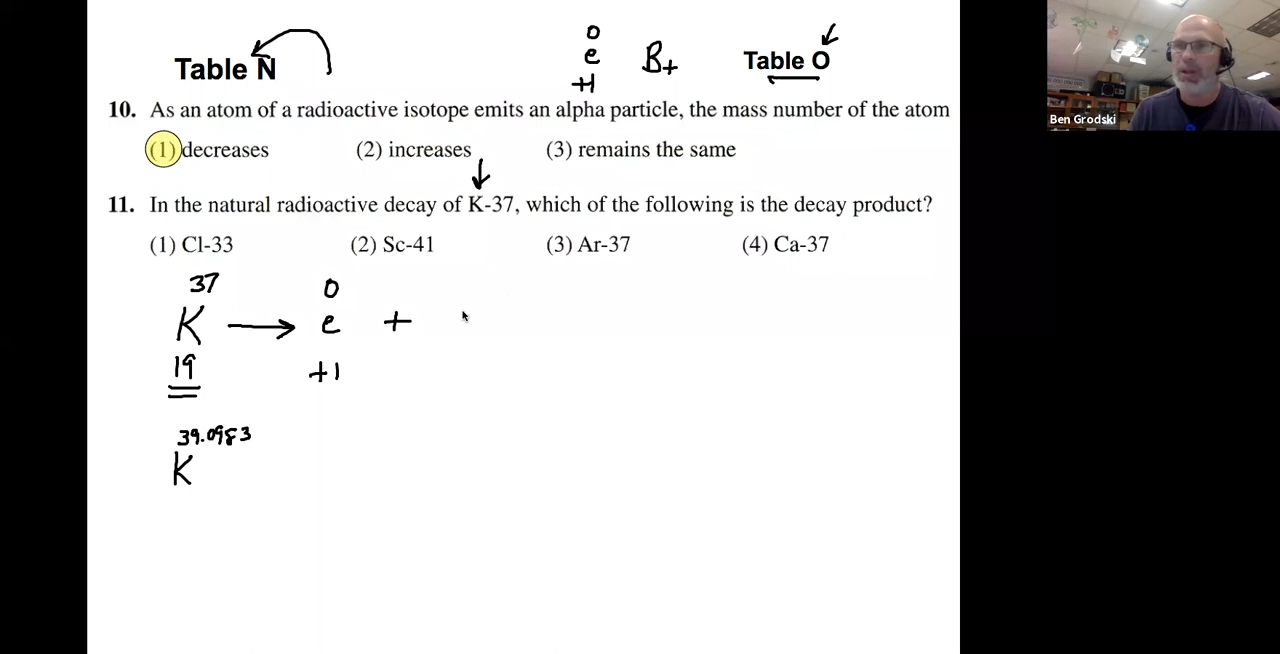 o
e
+1
B+
Table N
Table O
10. As an atom of a radioactive isotope emits an alpha particle, the mass number of the atom
(1) decreases (2) increases (3) remains the same
11. In the natural radioactive decay of K-37, which of the following is the decay product?
(1) Cl-33 (2) Sc-41 (3) Ar-37 (4) Ca-37
37 0
K → e +
19 +1
39.0983
K
Ben Grodski